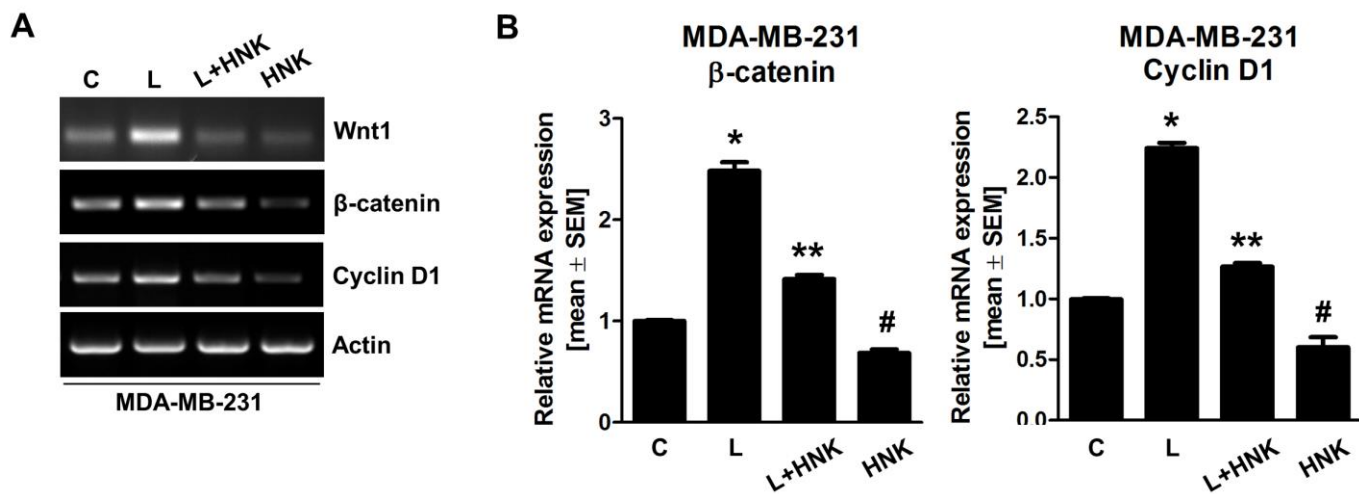 A
C L L+HNK HNK
Wnt1
β-catenin
Cyclin D1
Actin
MDA-MB-231
B
MDA-MB-231
β-catenin
Relative mRNA expression
[mean ± SEM]
3
2
1
0
*
**
#
C L L+HNK HNK
MDA-MB-231
Cyclin D1
Relative mRNA expression
[mean ± SEM]
2.5
2.0
1.5
1.0
0.5
0.0
*
**
#
C L L+HNK HNK